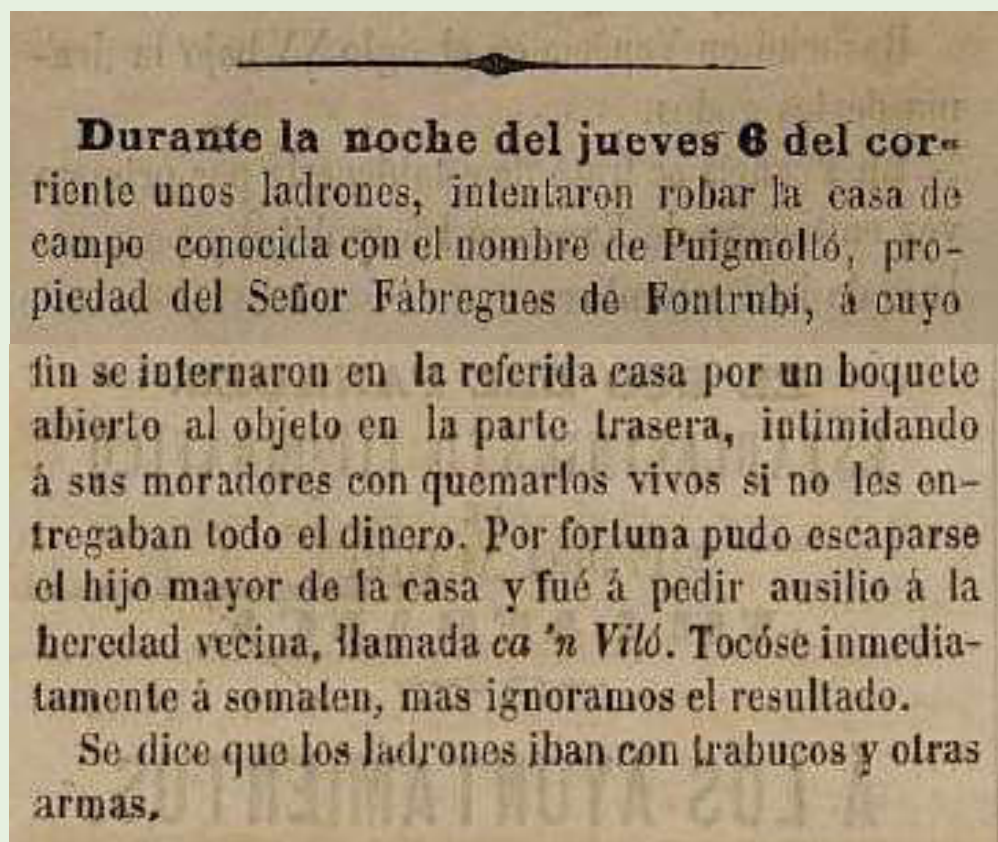 Durante la noche del jueves 6 del cor-
riente unos ladrones, intentaron robar la casa de
campo conocida con el nombre de Puigmoltó, pro-
piedad del Señor Fàbregues de Fontrubí, á cuyo
fin se internaron en la referida casa por un boquete
abierto al objeto en la parte trasera, intimidando
á sus moradores con quemarlos vivos si no les en-
tregaban todo el dinero. Por fortuna pudo escaparse
el hijo mayor de la casa y fué á pedir ausilio á la
heredad vecina, llamada ca 'n Viló. Tocóse inmedia-
tamente á somaten, mas ignoramos el resultado.
Se dice que los ladrones iban con trabucos y otras
armas.